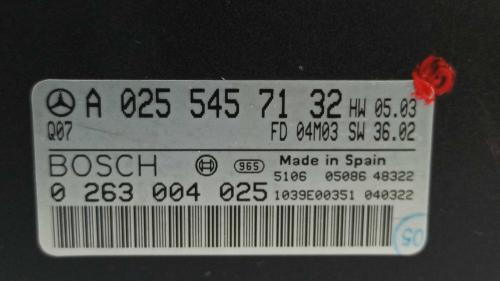 A 025 545 71 32 HW 05.03
Q07 FD 04M03 SW 36.02
BOSCH 965 Made in Spain
5106 05086 48322
0 263 004 025 1039E00351 040322
05